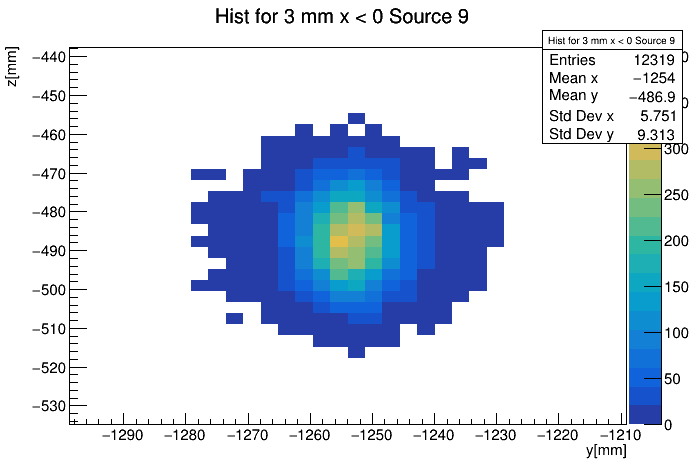 Hist for 3 mm x < 0 Source 9
z[mm]
−440
−450
−460
−470
−480
−490
−500
−510
−520
−530
−1290
−1280
−1270
−1260
−1250
−1240
−1230
−1220
−1210
y[mm]
Hist for 3 mm x < 0 Source 9
Entries 12319
Mean x −1254
Mean y −486.9
Std Dev x 5.751
Std Dev y 9.313
300
250
200
150
100
50
0